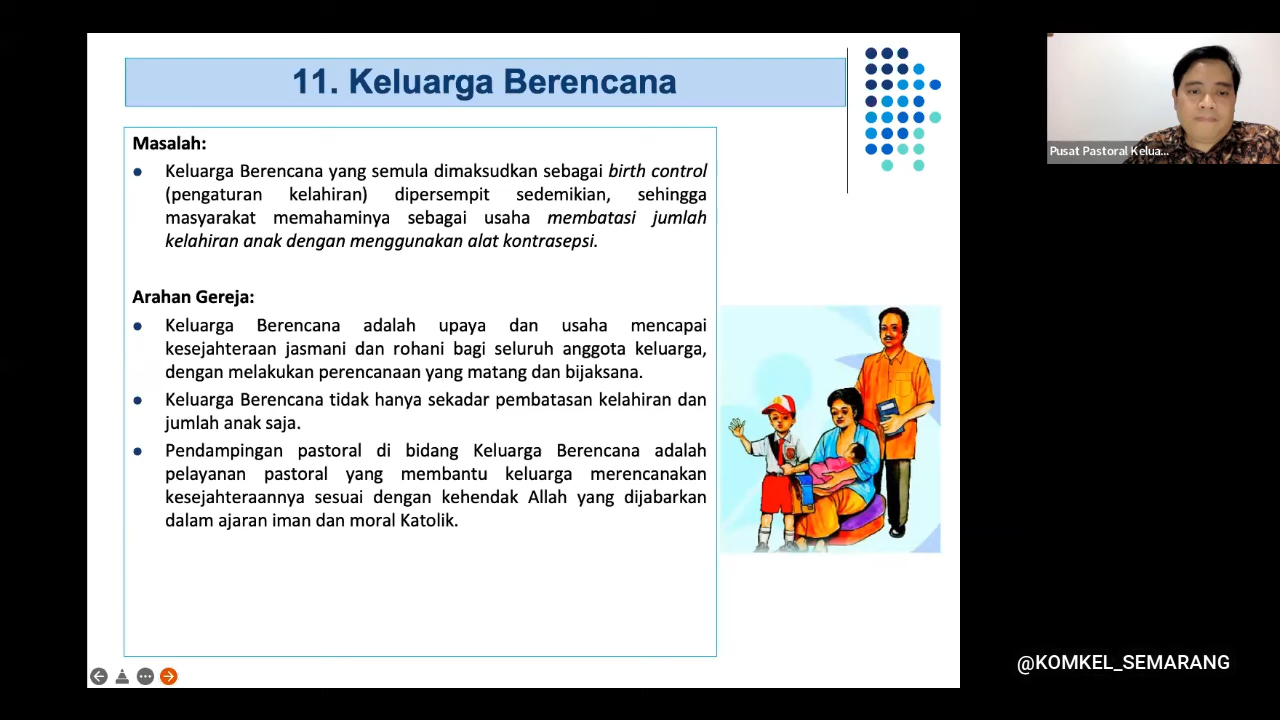 11. Keluarga Berencana
Masalah:
● Keluarga Berencana yang semula dimaksudkan sebagai birth control
(pengaturan kelahiran) dipersempit sedemikian, sehingga
masyarakat memahaminya sebagai usaha membatasi jumlah
kelahiran anak dengan menggunakan alat kontrasepsi.
Arahan Gereja:
● Keluarga Berencana adalah upaya dan usaha mencapai
kesejahteraan jasmani dan rohani bagi seluruh anggota keluarga,
dengan melakukan perencanaan yang matang dan bijaksana.
● Keluarga Berencana tidak hanya sekadar pembatasan kelahiran dan
jumlah anak saja.
● Pendampingan pastoral di bidang Keluarga Berencana adalah
pelayanan pastoral yang membantu keluarga merencanakan
kesejahteraannya sesuai dengan kehendak Allah yang dijabarkan
dalam ajaran iman dan moral Katolik.
Pusat Pastoral Kelua...
@KOMKEL_SEMARANG